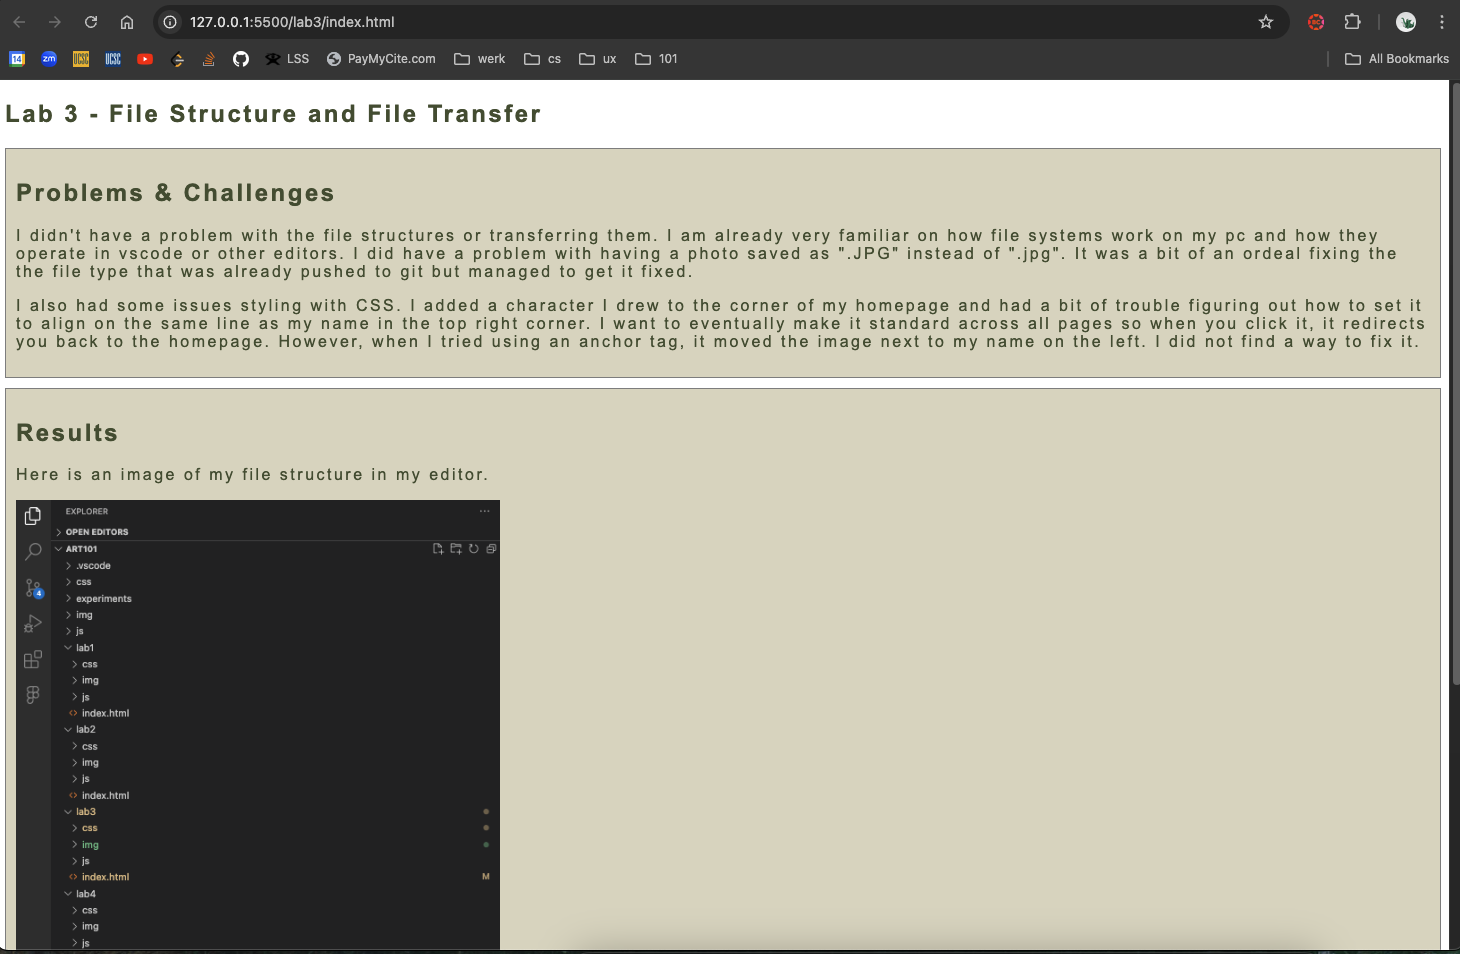 127.0.0.1:5500/lab3/index.html
14 zm UCSC UCSC LSS PayMyCite.com werk cs ux 101 All Bookmarks
Lab 3 - File Structure and File Transfer
Problems & Challenges
I didn't have a problem with the file structures or transferring them. I am already very familiar on how file systems work on my pc and how they
operate in vscode or other editors. I did have a problem with having a photo saved as ".JPG" instead of ".jpg". It was a bit of an ordeal fixing the
the file type that was already pushed to git but managed to get it fixed.
I also had some issues styling with CSS. I added a character I drew to the corner of my homepage and had a bit of trouble figuring out how to set it
to align on the same line as my name in the top right corner. I want to eventually make it standard across all pages so when you click it, it redirects
you back to the homepage. However, when I tried using an anchor tag, it moved the image next to my name on the left. I did not find a way to fix it.
Results
Here is an image of my file structure in my editor.
EXPLORER
OPEN EDITORS
ART101
.vscode
css
experiments
4
img
js
lab1
css
img
js
index.html
lab2
css
img
js
index.html
lab3
css
img
js
index.html M
lab4
css
img
js